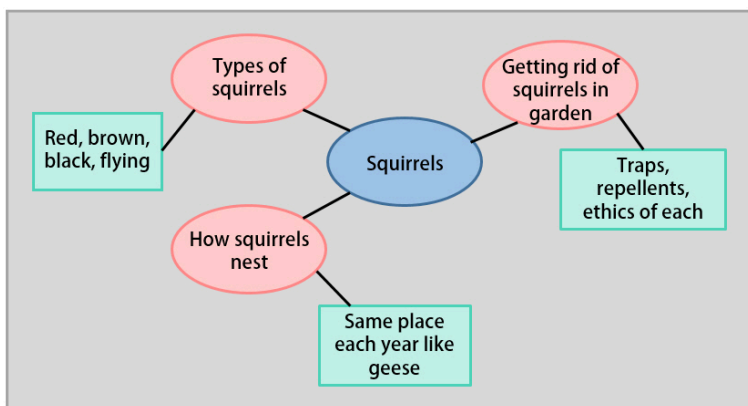 Types of
squirrels
Getting rid of
squirrels in
garden
Red, brown,
black, flying
Squirrels
Traps,
repellents,
ethics of each
How squirrels
nest
Same place
each year like
geese